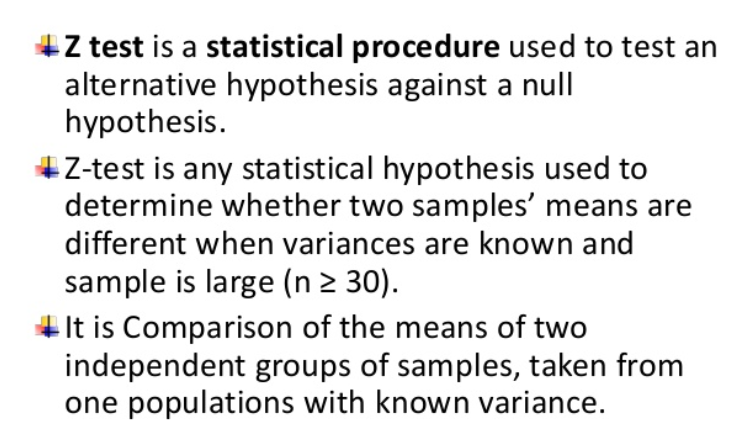 Z test is a statistical procedure used to test an
alternative hypothesis against a null
hypothesis.
Z-test is any statistical hypothesis used to
determine whether two samples’ means are
different when variances are known and
sample is large (n ≥ 30).
It is Comparison of the means of two
independent groups of samples, taken from
one populations with known variance.